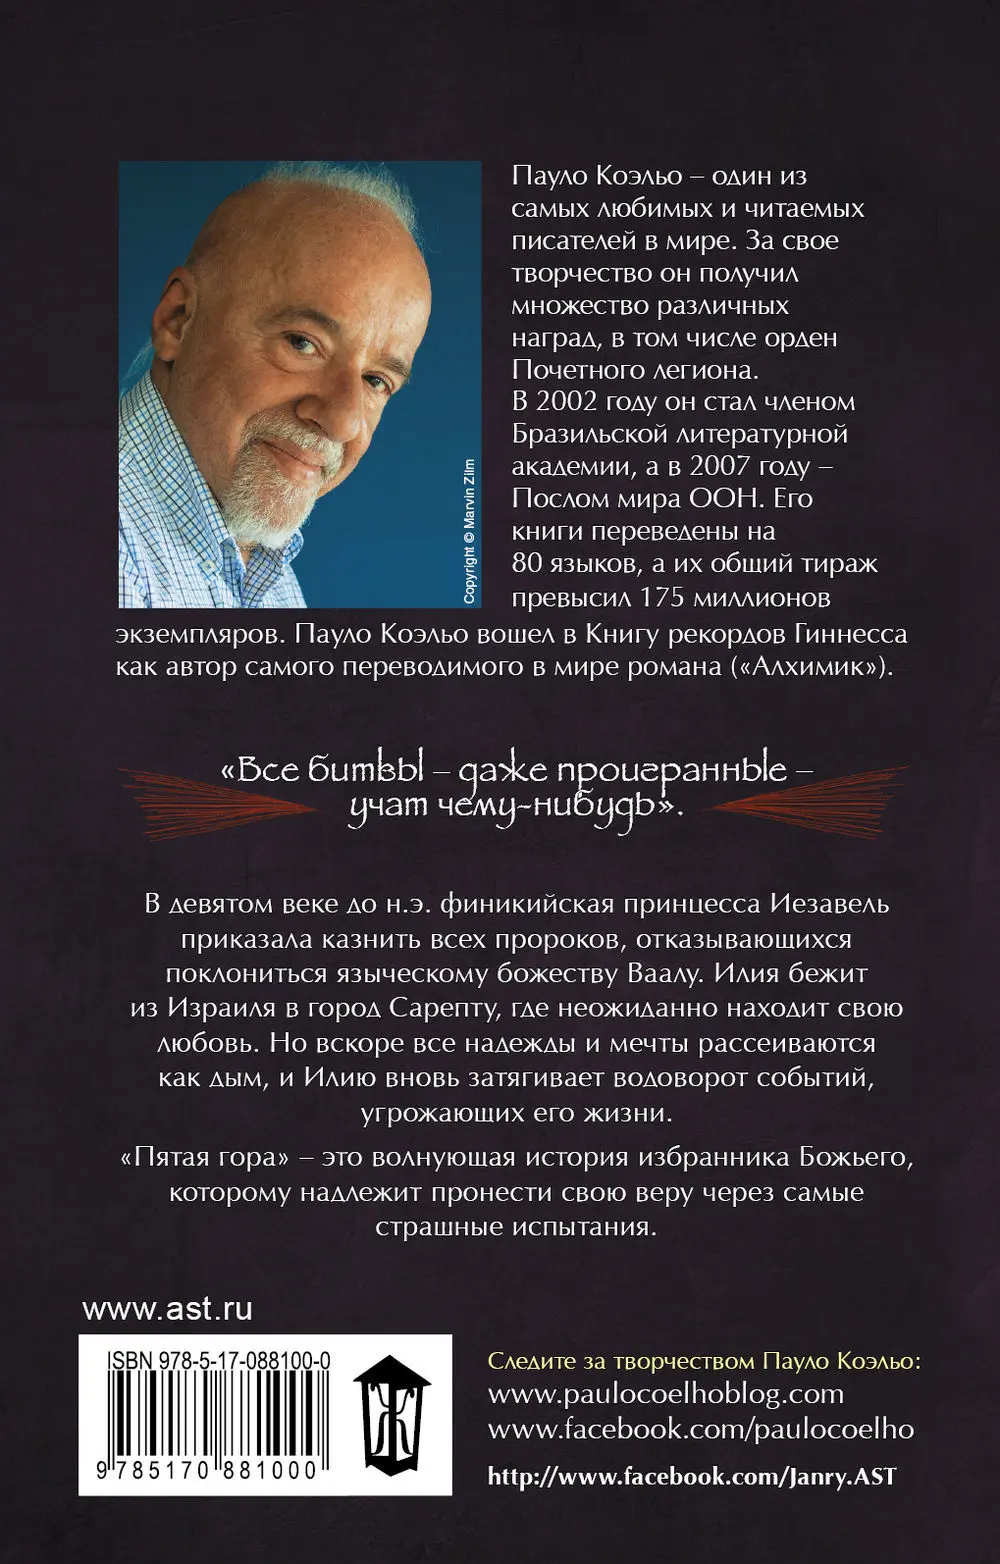 Пауло Коэльо – один из
самых любимых и читаемых
писателей в мире. За свое
творчество он получил
множество различных
наград, в том числе орден
Почетного легиона.
В 2002 году он стал членом
Бразильской литературной
академии, а в 2007 году –
Послом мира ООН. Его
книги переведены на
80 языков, а их общий тираж
превысил 175 миллионов
экземпляров. Пауло Коэльо вошел в Книгу рекордов Гиннесса
как автор самого переводимого в мире романа («Алхимик»).
Copyright © Marvin Zilm
«Все битвы – даже проигранные –
учат чему-нибудь».
В девятом веке до н.э. финикийская принцесса Иезавель
приказала казнить всех пророков, отказывающихся
поклониться языческому божеству Ваалу. Илия бежит
из Израиля в город Сарепту, где неожиданно находит свою
любовь. Но вскоре все надежды и мечты рассеиваются
как дым, и Илию вновь затягивает водоворот событий,
угрожающих его жизни.
«Пятая гора» – это волнующая история избранника Божьего,
которому надлежит пронести свою веру через самые
страшные испытания.
www.ast.ru
ISBN 978-5-17-088100-0
9 785170 881000
Следите за творчеством Пауло Коэльо:
www.paulocoelhoblog.com
www.facebook.com/paulocoelho
http://www.facebook.com/Janry.AST